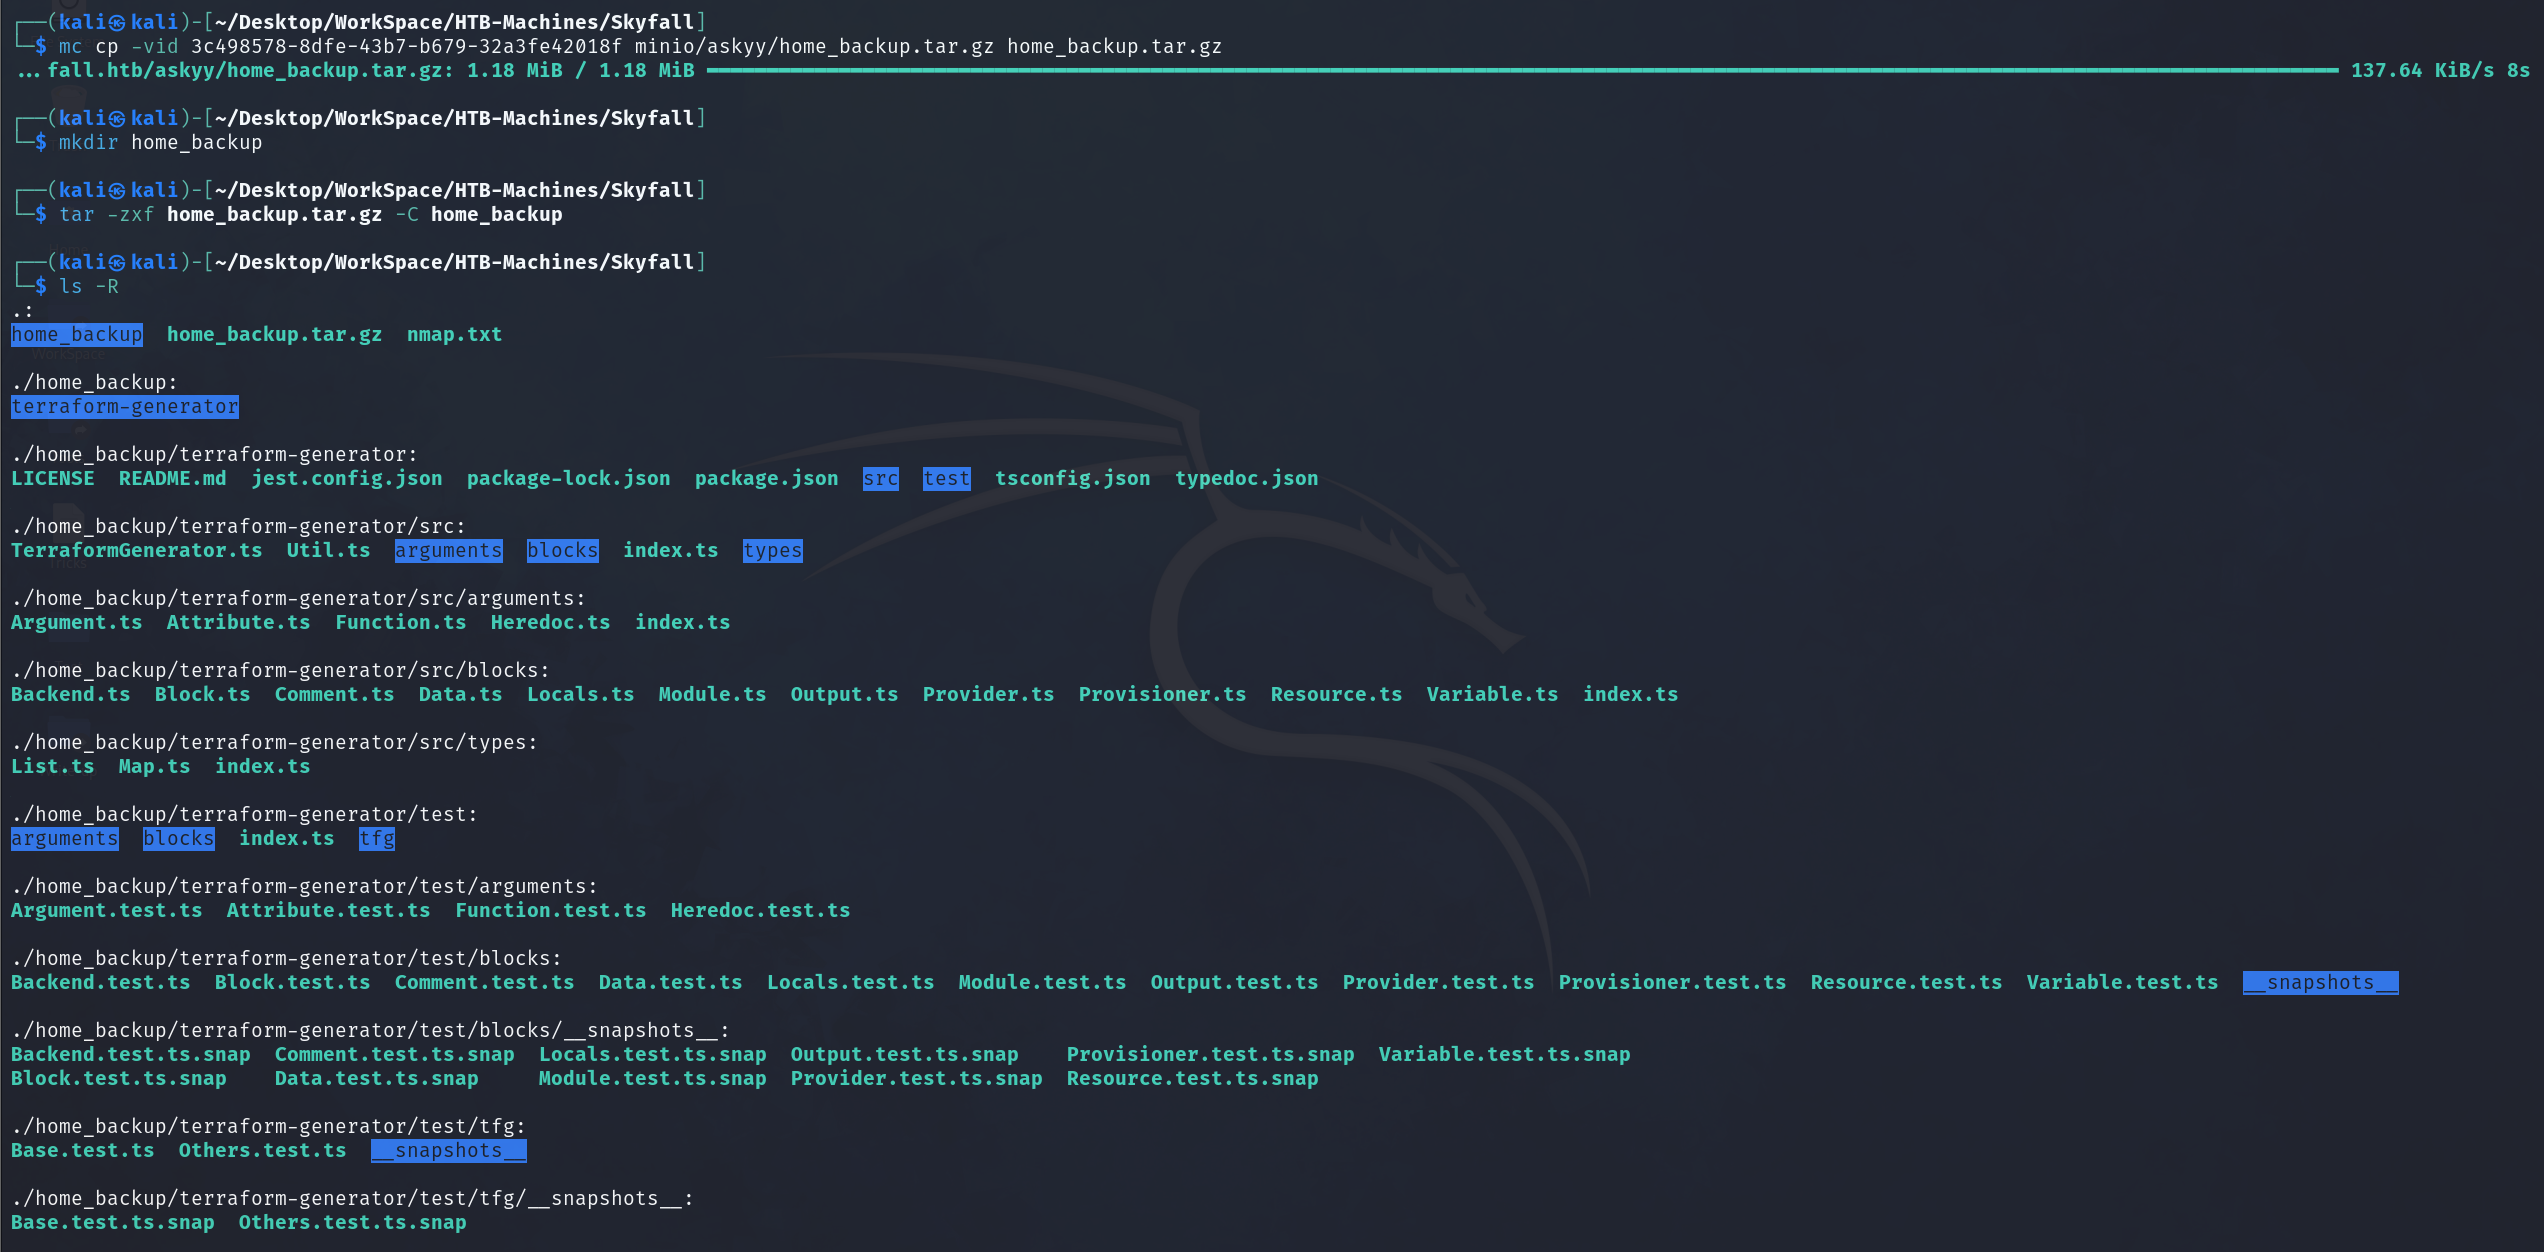 ┌──(kali㉿kali)-[~/Desktop/WorkSpace/HTB-Machines/Skyfall]
└─$ mc cp -vid 3c498578-8dfe-43b7-b679-32a3fe42018f minio/askyy/home_backup.tar.gz home_backup.tar.gz
...fall.htb/askyy/home_backup.tar.gz: 1.18 MiB / 1.18 MiB 137.64 KiB/s 8s
┌──(kali㉿kali)-[~/Desktop/WorkSpace/HTB-Machines/Skyfall]
└─$ mkdir home_backup
┌──(kali㉿kali)-[~/Desktop/WorkSpace/HTB-Machines/Skyfall]
└─$ tar -zxf home_backup.tar.gz -C home_backup
┌──(kali㉿kali)-[~/Desktop/WorkSpace/HTB-Machines/Skyfall]
└─$ ls -R
.:
home_backup home_backup.tar.gz nmap.txt
WorkSpace
./home_backup:
terraform-generator
./home_backup/terraform-generator:
LICENSE README.md jest.config.json package-lock.json package.json src test tsconfig.json typedoc.json
./home_backup/terraform-generator/src:
TerraformGenerator.ts Util.ts arguments blocks index.ts types
Tricks
./home_backup/terraform-generator/src/arguments:
Argument.ts Attribute.ts Function.ts Heredoc.ts index.ts
./home_backup/terraform-generator/src/blocks:
Backend.ts Block.ts Comment.ts Data.ts Locals.ts Module.ts Output.ts Provider.ts Provisioner.ts Resource.ts Variable.ts index.ts
./home_backup/terraform-generator/src/types:
List.ts Map.ts index.ts
./home_backup/terraform-generator/test:
arguments blocks index.ts tfg
./home_backup/terraform-generator/test/arguments:
Argument.test.ts Attribute.test.ts Function.test.ts Heredoc.test.ts
./home_backup/terraform-generator/test/blocks:
Backend.test.ts Block.test.ts Comment.test.ts Data.test.ts Locals.test.ts Module.test.ts Output.test.ts Provider.test.ts Provisioner.test.ts Resource.test.ts Variable.test.ts __snapshots__
./home_backup/terraform-generator/test/blocks/__snapshots__:
Backend.test.ts.snap Comment.test.ts.snap Locals.test.ts.snap Output.test.ts.snap Provisioner.test.ts.snap Variable.test.ts.snap
Block.test.ts.snap Data.test.ts.snap Module.test.ts.snap Provider.test.ts.snap Resource.test.ts.snap
./home_backup/terraform-generator/test/tfg:
Base.test.ts Others.test.ts __snapshots__
./home_backup/terraform-generator/test/tfg/__snapshots__:
Base.test.ts.snap Others.test.ts.snap